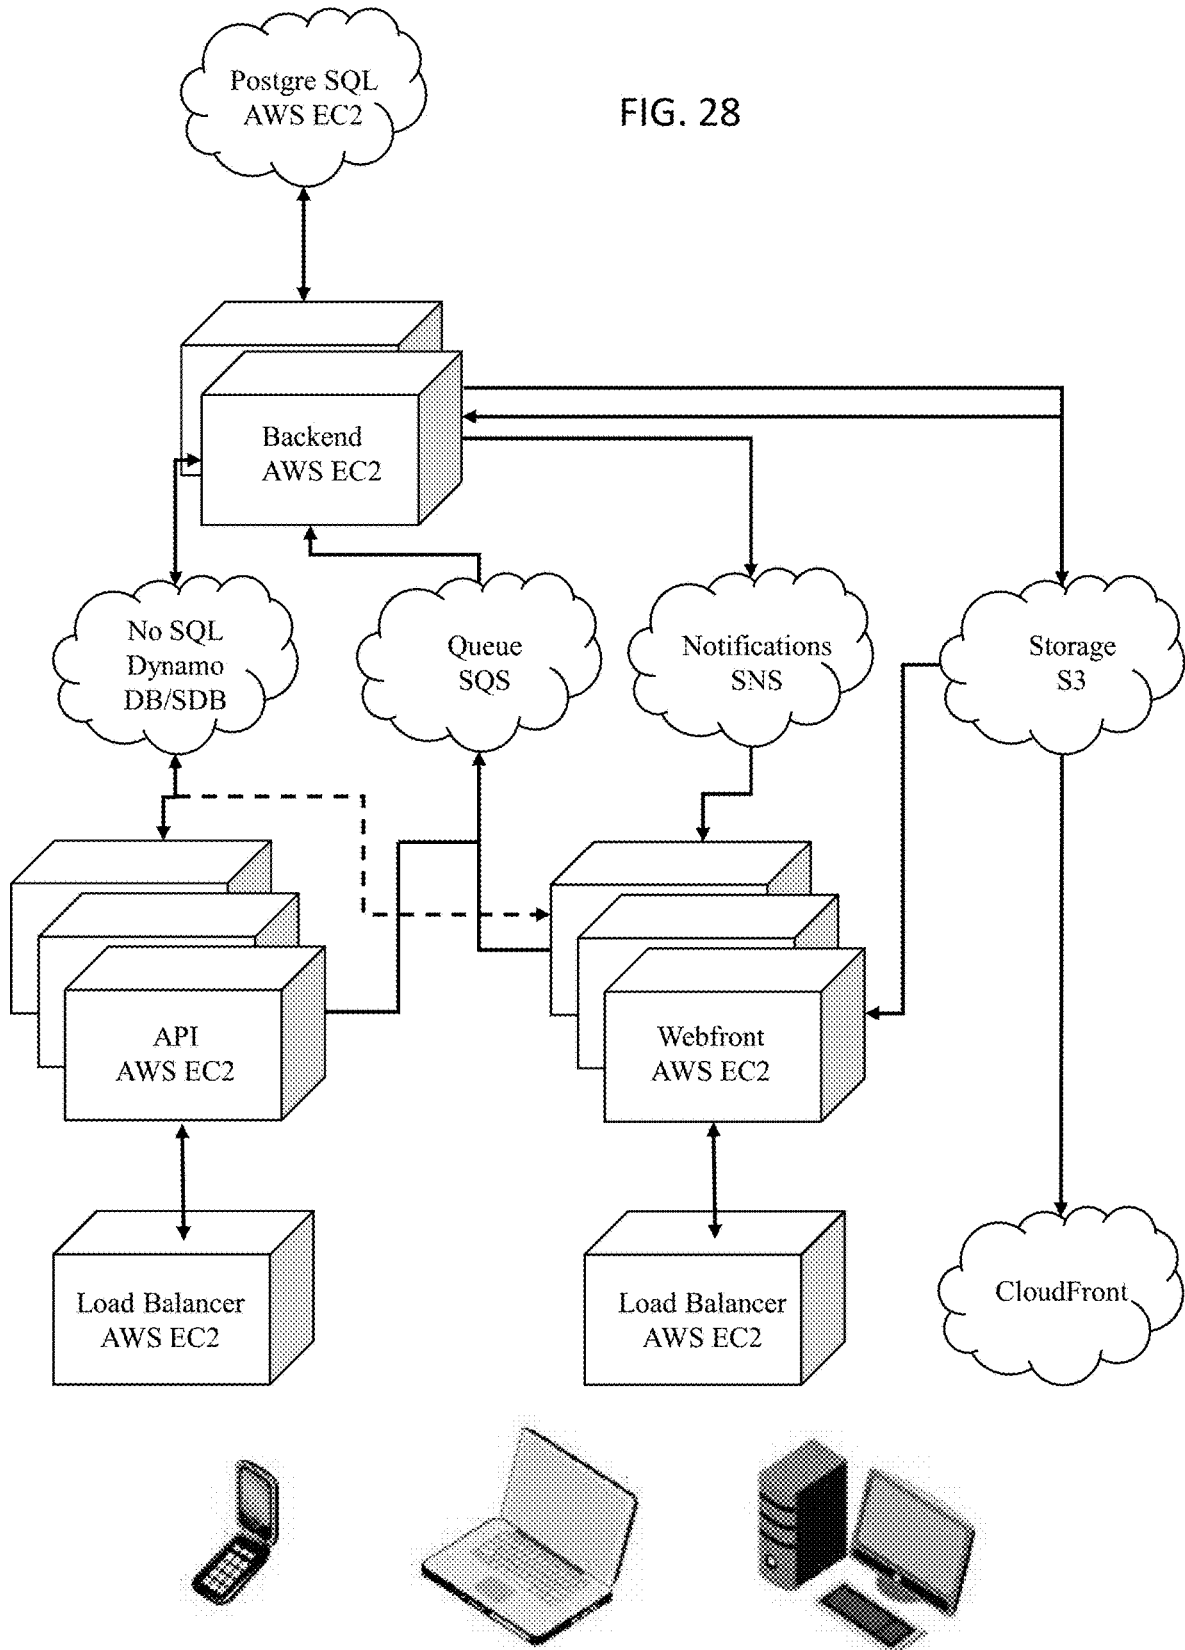 Postgre SQL
AWS EC2
FIG. 28
Backend
AWS EC2
No SQL
Dynamo
DB/SDB
Queue
SQS
Notifications
SNS
Storage
S3
API
AWS EC2
Webfront
AWS EC2
Load Balancer
AWS EC2
Load Balancer
AWS EC2
CloudFront